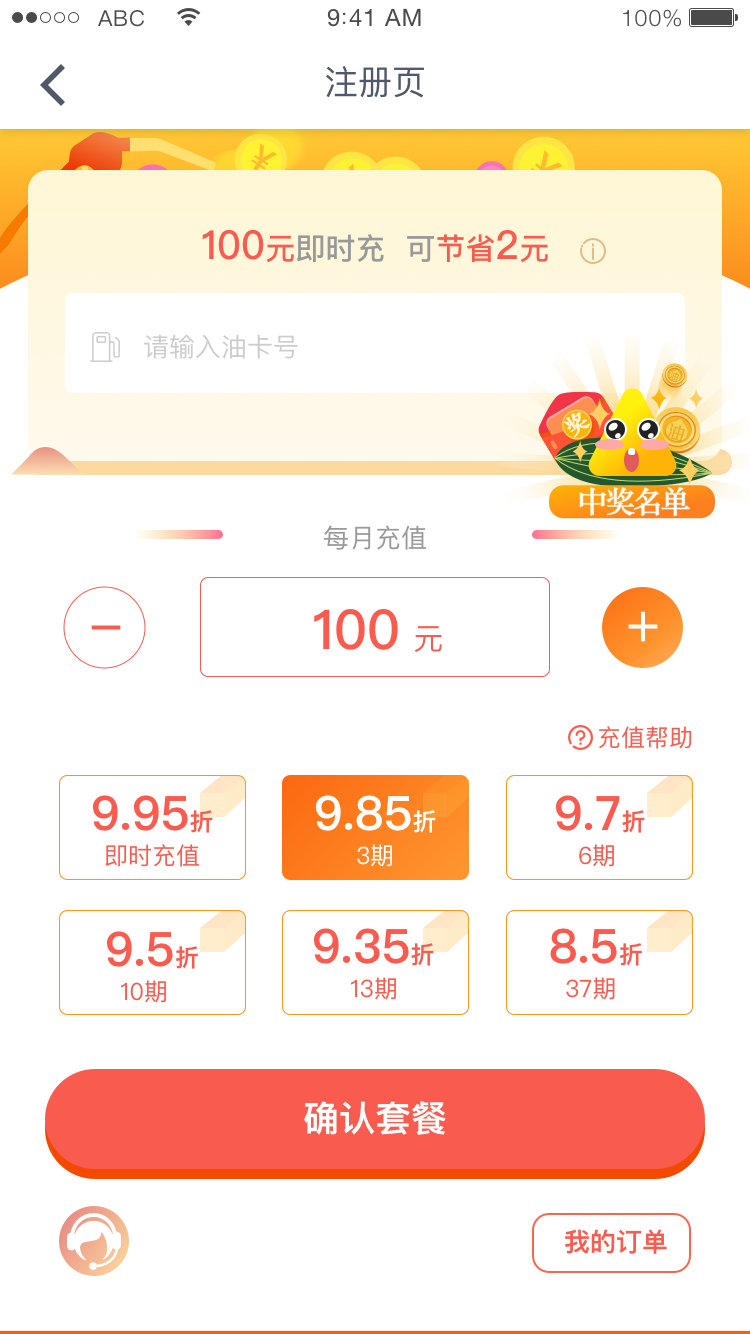 ABC 9:41 AM 100%
注册页
100元即时充 可节省2元
请输入油卡号
奖
油
中奖名单
每月充值
100 元
充值帮助
9.95折 9.85折 9.7折
即时充值 3期 6期
9.5折 9.35折 8.5折
10期 13期 37期
确认套餐
我的订单